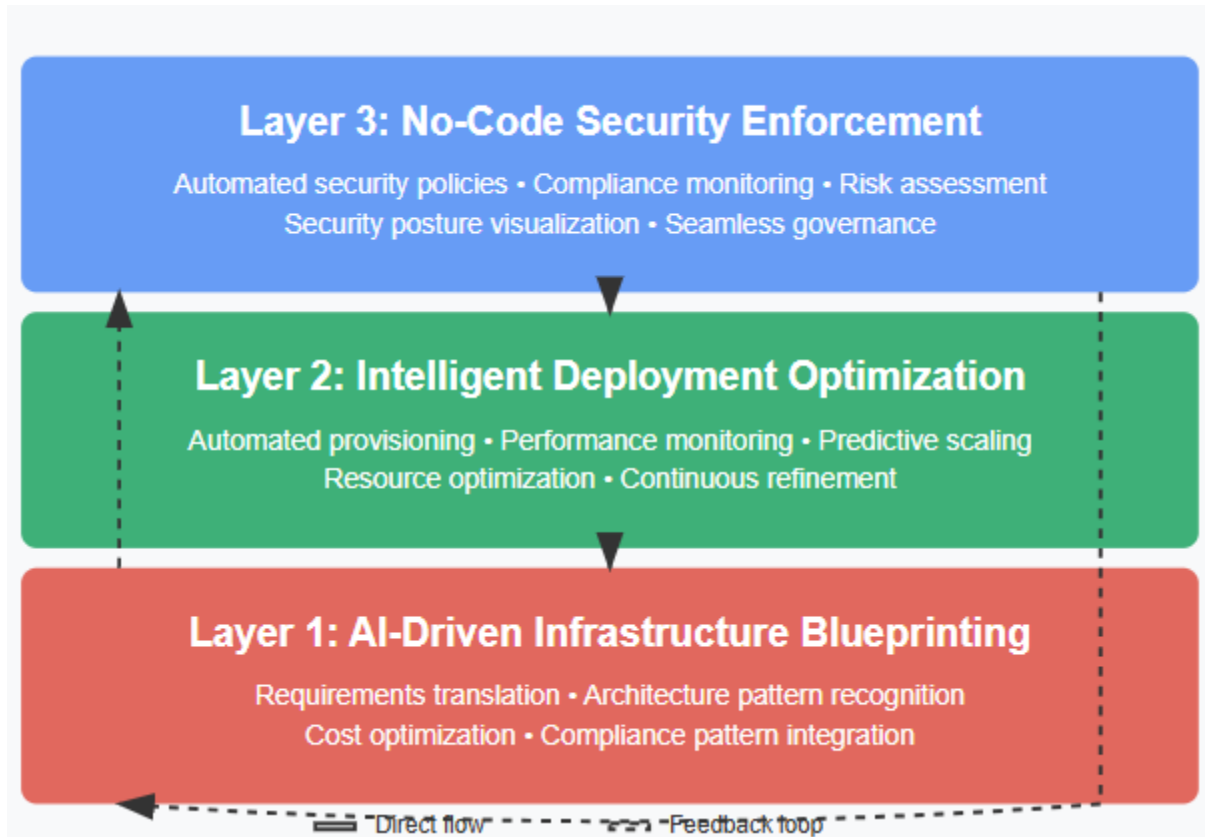 Layer 3: No-Code Security Enforcement
Automated security policies • Compliance monitoring • Risk assessment
Security posture visualization • Seamless governance
Layer 2: Intelligent Deployment Optimization
Automated provisioning • Performance monitoring • Predictive scaling
Resource optimization • Continuous refinement
Layer 1: AI-Driven Infrastructure Blueprinting
Requirements translation • Architecture pattern recognition
Cost optimization • Compliance pattern integration
Direct flow Feedback loop